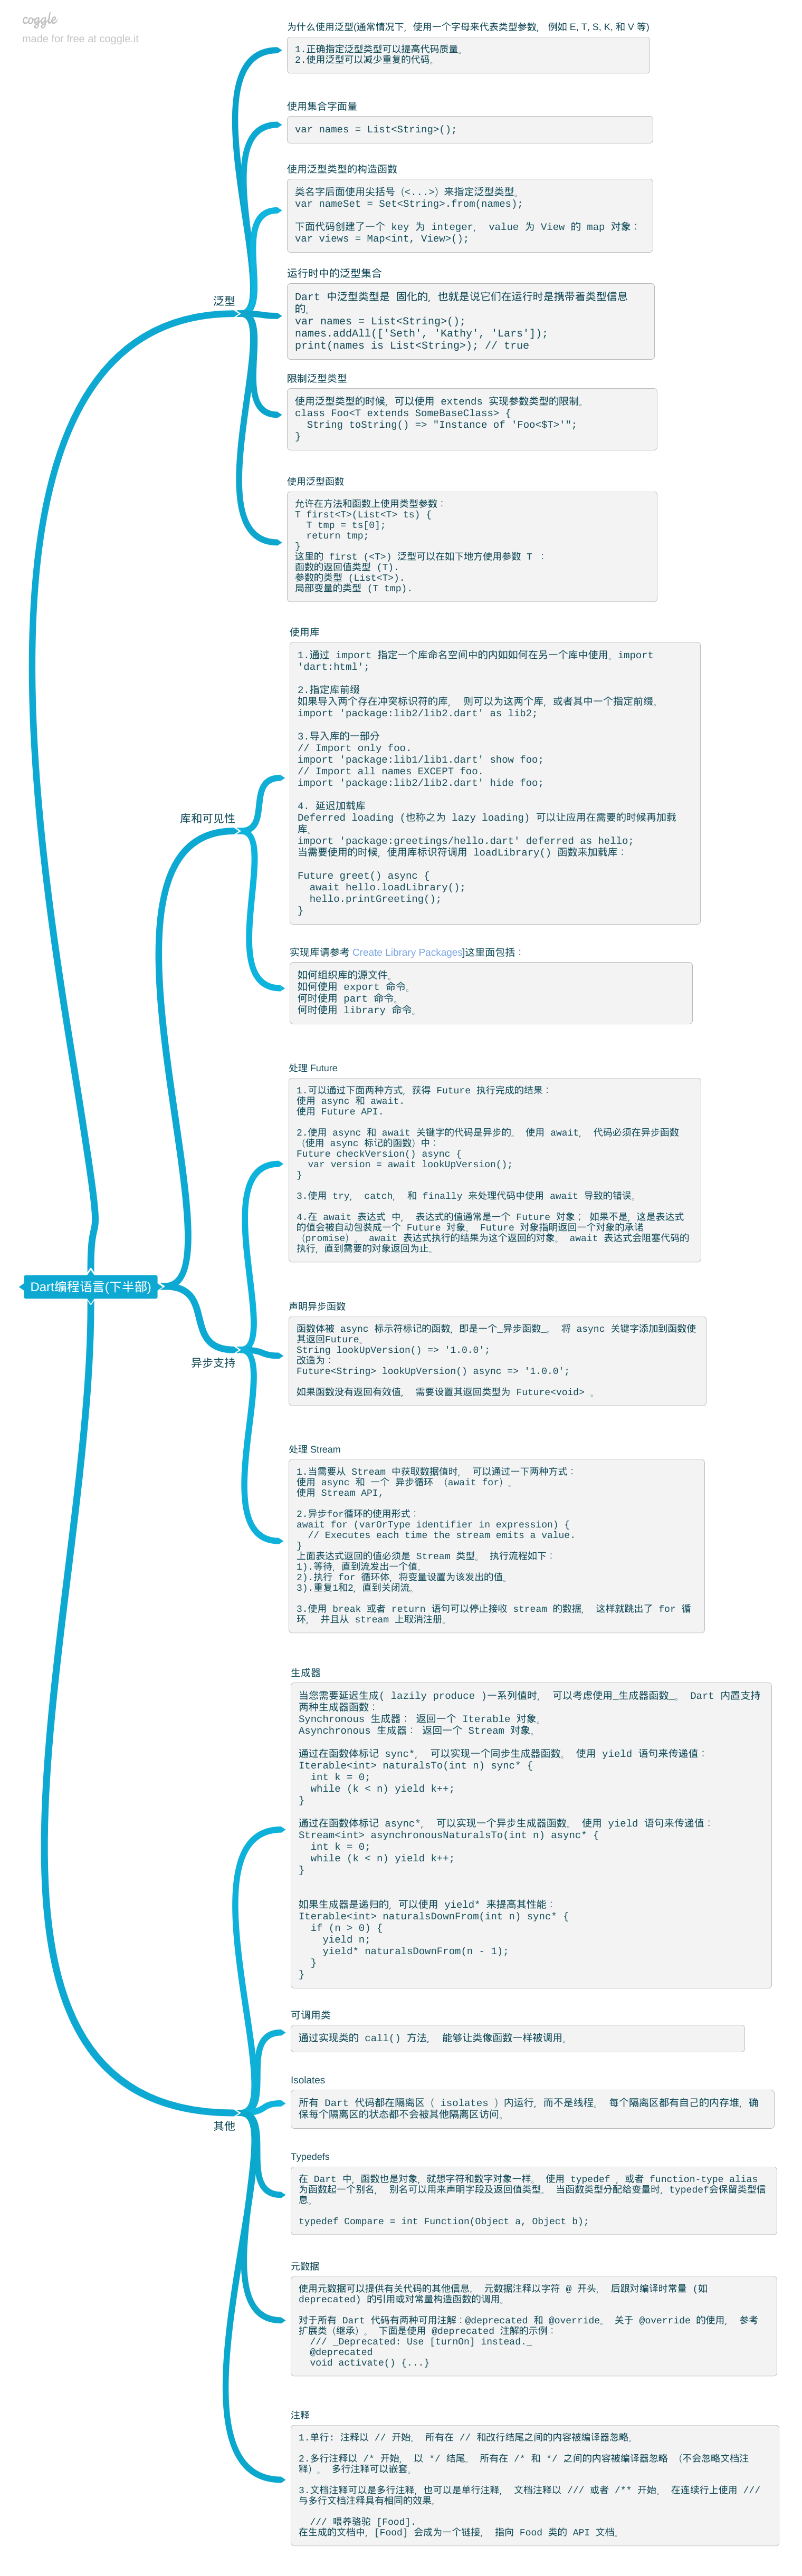 coggle
made for free at coggle.it
为什么使用泛型(通常情况下，使用一个字母来代表类型参数， 例如 E, T, S, K, 和 V 等)
1.正确指定泛型类型可以提高代码质量。
2.使用泛型可以减少重复的代码。
使用集合字面量
var names = List<String>();
使用泛型类型的构造函数
类名字后面使用尖括号（<...>）来指定泛型类型。
var nameSet = Set<String>.from(names);
下面代码创建了一个 key 为 integer， value 为 View 的 map 对象：
var views = Map<int, View>();
运行时中的泛型集合
Dart 中泛型类型是 固化的，也就是说它们在运行时是携带着类型信息
的。
var names = List<String>();
names.addAll(['Seth', 'Kathy', 'Lars']);
print(names is List<String>); // true
泛型
限制泛型类型
使用泛型类型的时候，可以使用 extends 实现参数类型的限制。
class Foo<T extends SomeBaseClass> {
  String toString() => "Instance of 'Foo<$T>'";
}
使用泛型函数
允许在方法和函数上使用类型参数：
T first<T>(List<T> ts) {
  T tmp = ts[0];
  return tmp;
}
这里的 first (<T>) 泛型可以在如下地方使用参数 T ：
函数的返回值类型 (T).
参数的类型 (List<T>).
局部变量的类型 (T tmp).
使用库
1.通过 import 指定一个库命名空间中的内如如何在另一个库中使用。import
'dart:html';
2.指定库前缀
如果导入两个存在冲突标识符的库， 则可以为这两个库，或者其中一个指定前缀。
import 'package:lib2/lib2.dart' as lib2;
3.导入库的一部分
// Import only foo.
import 'package:lib1/lib1.dart' show foo;
// Import all names EXCEPT foo.
import 'package:lib2/lib2.dart' hide foo;
4. 延迟加载库
Deferred loading (也称之为 lazy loading) 可以让应用在需要的时候再加载
库。
import 'package:greetings/hello.dart' deferred as hello;
当需要使用的时候，使用库标识符调用 loadLibrary() 函数来加载库：
Future greet() async {
  await hello.loadLibrary();
  hello.printGreeting();
}
库和可见性
实现库请参考 Create Library Packages]这里面包括：
如何组织库的源文件。
如何使用 export 命令。
何时使用 part 命令。
何时使用 library 命令。
处理 Future
1.可以通过下面两种方式，获得 Future 执行完成的结果：
使用 async 和 await.
使用 Future API.
2.使用 async 和 await 关键字的代码是异步的。 使用 await， 代码必须在异步函数
（使用 async 标记的函数）中：
Future checkVersion() async {
  var version = await lookUpVersion();
}
3.使用 try， catch， 和 finally 来处理代码中使用 await 导致的错误。
4.在 await 表达式 中， 表达式的值通常是一个 Future 对象； 如果不是，这是表达式
的值会被自动包装成一个 Future 对象。 Future 对象指明返回一个对象的承诺
（promise）。 await 表达式执行的结果为这个返回的对象。 await 表达式会阻塞代码的
执行，直到需要的对象返回为止。
Dart编程语言(下半部)
声明异步函数
函数体被 async 标示符标记的函数，即是一个_异步函数_。 将 async 关键字添加到函数使
其返回Future。
String lookUpVersion() => '1.0.0';
改造为：
Future<String> lookUpVersion() async => '1.0.0';
如果函数没有返回有效值， 需要设置其返回类型为 Future<void> 。
异步支持
处理 Stream
1.当需要从 Stream 中获取数据值时， 可以通过一下两种方式：
使用 async 和 一个 异步循环 （await for）。
使用 Stream API,
2.异步for循环的使用形式：
await for (varOrType identifier in expression) {
  // Executes each time the stream emits a value.
}
上面表达式返回的值必须是 Stream 类型。 执行流程如下：
1).等待，直到流发出一个值。
2).执行 for 循环体，将变量设置为该发出的值。
3).重复1和2，直到关闭流。
3.使用 break 或者 return 语句可以停止接收 stream 的数据， 这样就跳出了 for 循
环， 并且从 stream 上取消注册。
生成器
当您需要延迟生成( lazily produce )一系列值时， 可以考虑使用_生成器函数_。 Dart 内置支持
两种生成器函数：
Synchronous 生成器： 返回一个 Iterable 对象。
Asynchronous 生成器： 返回一个 Stream 对象。
通过在函数体标记 sync*， 可以实现一个同步生成器函数。 使用 yield 语句来传递值：
Iterable<int> naturalsTo(int n) sync* {
  int k = 0;
  while (k < n) yield k++;
}
通过在函数体标记 async*， 可以实现一个异步生成器函数。 使用 yield 语句来传递值：
Stream<int> asynchronousNaturalsTo(int n) async* {
  int k = 0;
  while (k < n) yield k++;
}
如果生成器是递归的，可以使用 yield* 来提高其性能：
Iterable<int> naturalsDownFrom(int n) sync* {
  if (n > 0) {
    yield n;
    yield* naturalsDownFrom(n - 1);
  }
}
可调用类
通过实现类的 call() 方法， 能够让类像函数一样被调用。
Isolates
所有 Dart 代码都在隔离区（ isolates ）内运行，而不是线程。 每个隔离区都有自己的内存堆，确
保每个隔离区的状态都不会被其他隔离区访问。
其他
Typedefs
在 Dart 中，函数也是对象，就想字符和数字对象一样。 使用 typedef ，或者 function-type alias
为函数起一个别名， 别名可以用来声明字段及返回值类型。 当函数类型分配给变量时，typedef会保留类型信
息。
typedef Compare = int Function(Object a, Object b);
元数据
使用元数据可以提供有关代码的其他信息。 元数据注释以字符 @ 开头， 后跟对编译时常量 (如
deprecated) 的引用或对常量构造函数的调用。
对于所有 Dart 代码有两种可用注解：@deprecated 和 @override。 关于 @override 的使用， 参考
扩展类（继承）。 下面是使用 @deprecated 注解的示例：
  /// _Deprecated: Use [turnOn] instead._
  @deprecated
  void activate() {...}
注释
1.单行: 注释以 // 开始。 所有在 // 和改行结尾之间的内容被编译器忽略。
2.多行注释以 /* 开始， 以 */ 结尾。 所有在 /* 和 */ 之间的内容被编译器忽略 （不会忽略文档注
释）。 多行注释可以嵌套。
3.文档注释可以是多行注释，也可以是单行注释， 文档注释以 /// 或者 /** 开始。 在连续行上使用 ///
与多行文档注释具有相同的效果。
  /// 喂养骆驼 [Food].
在生成的文档中，[Food] 会成为一个链接， 指向 Food 类的 API 文档。